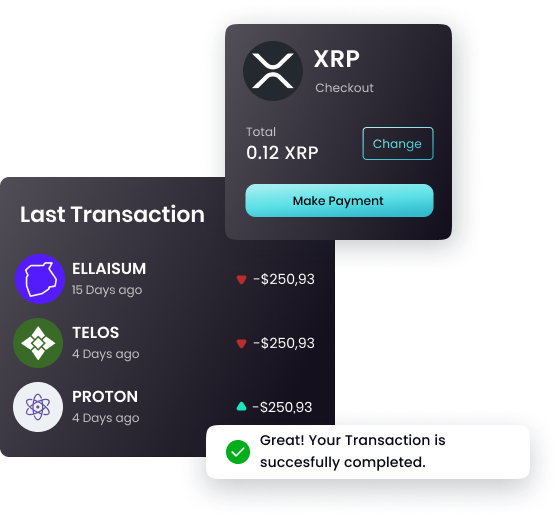 XRP
Checkout
Total
0.12 XRP
Change
Make Payment
Last Transaction
ELLAISUM
15 Days ago
-$250,93
TELOS
4 Days ago
-$250,93
PROTON
4 Days ago
-$250,93
Great! Your Transaction is
succesfully completed.